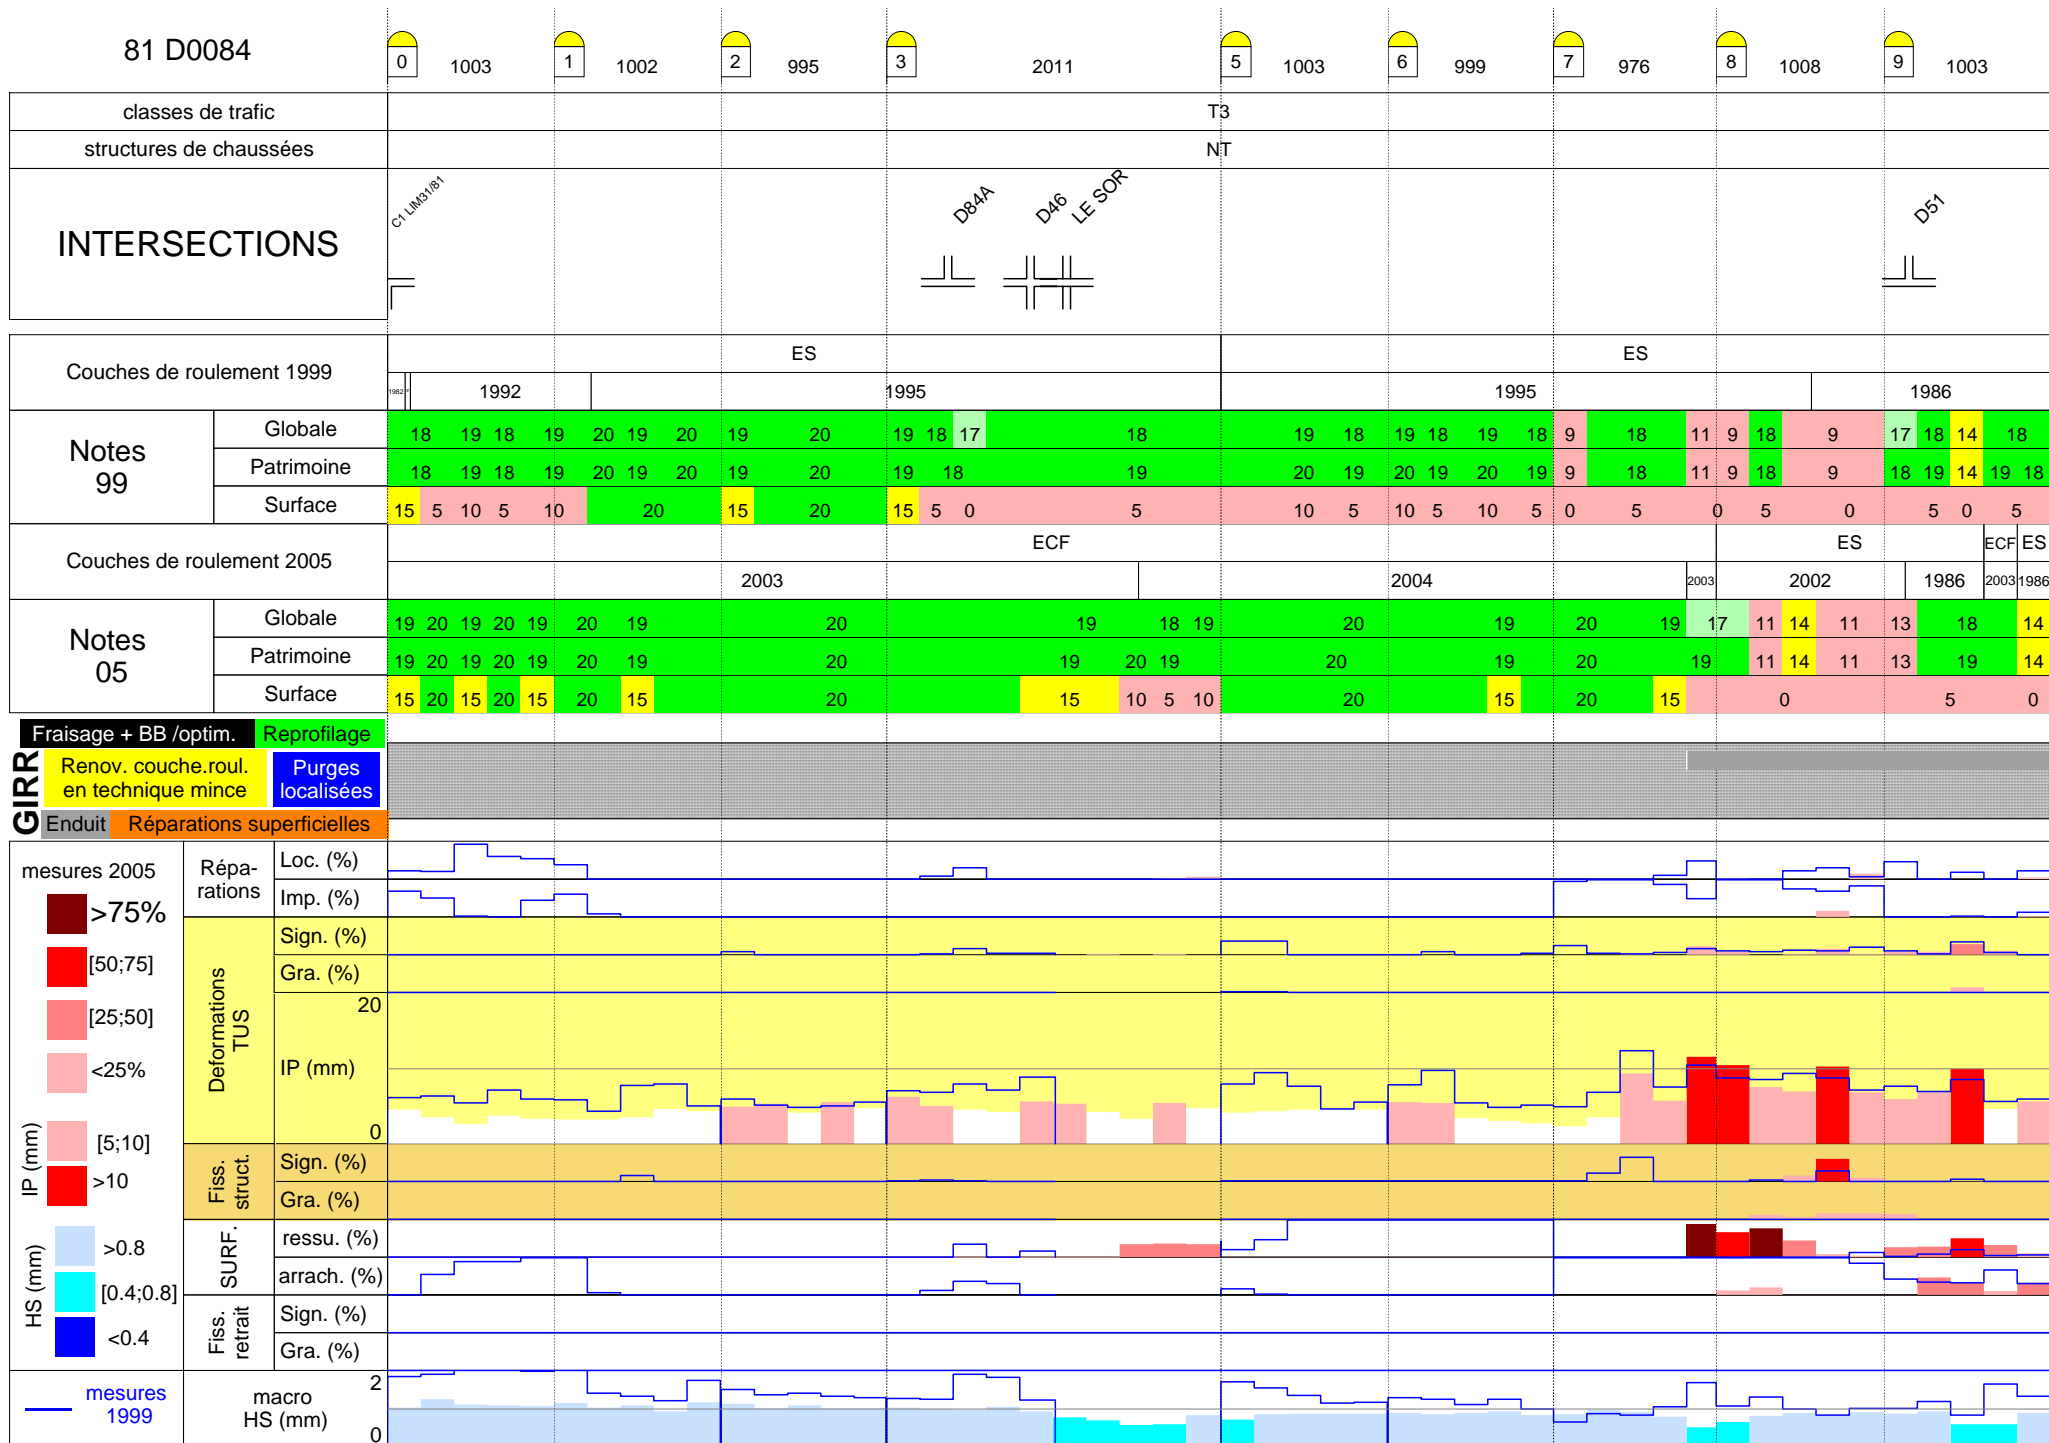 81 D0084
0 1003 1 1002 2 995 3 2011 5 1003 6 999 7 976 8 1008 9 1003
classes de trafic T3
structures de chaussées NT
INTERSECTIONS
C1 LIM31/81 D84A D46 LE SOR D51
Couches de roulement 1999
ES ES
1982 1992 1995 1995 1986
Notes 99
Globale 18 19 18 19 20 19 20 19 20 19 18 17 18 19 18 19 18 19 18 9 18 11 9 18 9 17 18 14 18
Patrimoine 18 19 18 19 20 19 20 19 20 19 18 19 20 19 20 19 20 19 9 18 11 9 18 9 18 19 14 19 18
Surface 15 5 10 5 10 20 15 20 15 5 0 5 10 5 10 5 10 5 0 5 0 5 0 5 0 5
Couches de roulement 2005
ECF ES ECF ES
2003 2004 2003 2002 1986 2003 1986
Notes 05
Globale 19 20 19 20 19 20 19 20 19 18 19 20 19 20 19 17 11 14 11 13 18 14
Patrimoine 19 20 19 20 19 20 19 20 19 20 19 20 19 20 19 11 14 11 13 19 14
Surface 15 20 15 20 15 20 15 20 15 10 5 10 20 15 20 15 0 5 0
GIRR
Fraisage + BB /optim. Reprofilage
Renov. couche.roul. en technique mince
Purges localisées
Enduit Réparations superficielles
mesures 2005
>75%
[50;75]
[25;50]
<25%
IP (mm)
[5;10]
>10
HS (mm)
>0.8
[0.4;0.8]
<0.4
mesures 1999
Répa-
rations
Loc. (%)
Imp. (%)
Deformations TUS
Sign. (%)
Gra. (%)
20
IP (mm)
0
Fiss. struct.
Sign. (%)
Gra. (%)
SURF.
ressu. (%)
arrach. (%)
Fiss. retrait
Sign. (%)
Gra. (%)
macro HS (mm)
2
0